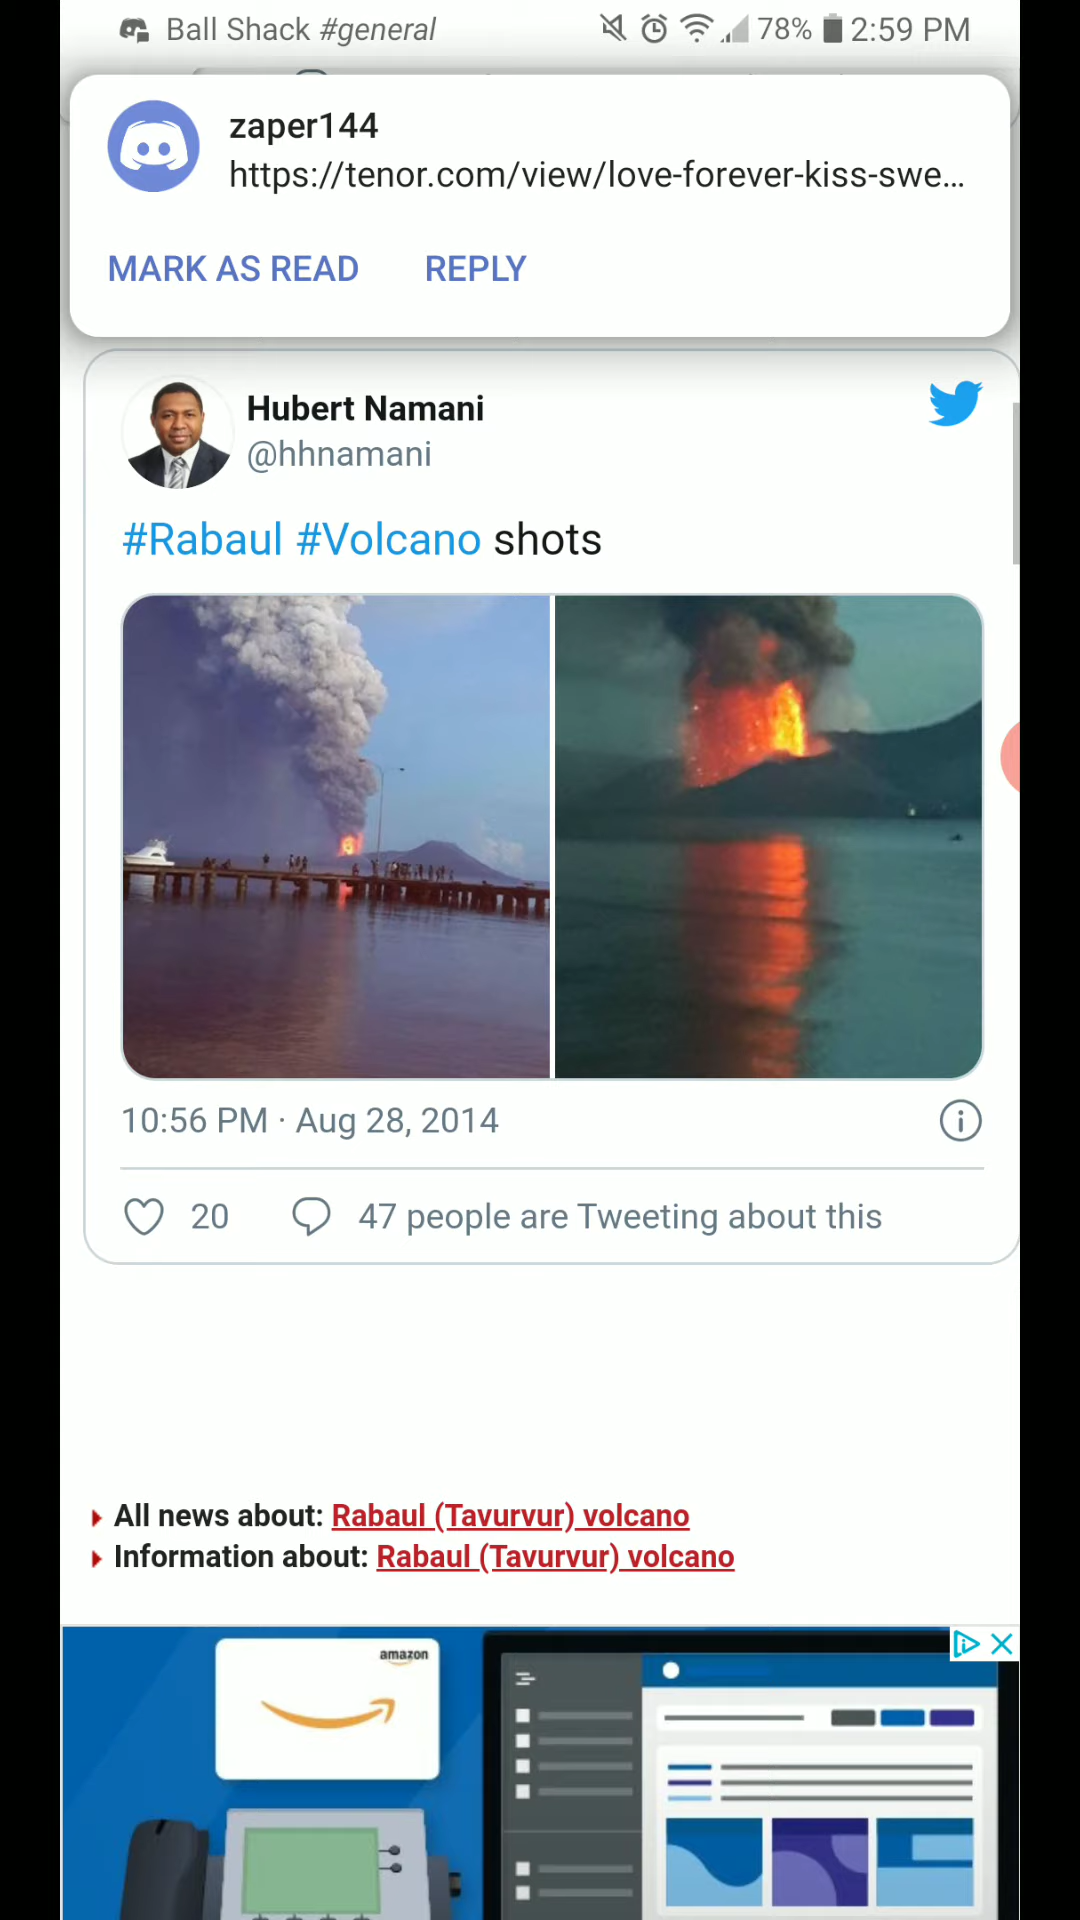 Ball Shack #general
78% 2:59 PM
zaper144
https://tenor.com/view/love-forever-kiss-swe...
MARK AS READ REPLY
Hubert Namani
@hhnamani
#Rabaul #Volcano shots
10:56 PM · Aug 28, 2014
20 47 people are Tweeting about this
All news about: Rabaul (Tavurvur) volcano
Information about: Rabaul (Tavurvur) volcano
amazon